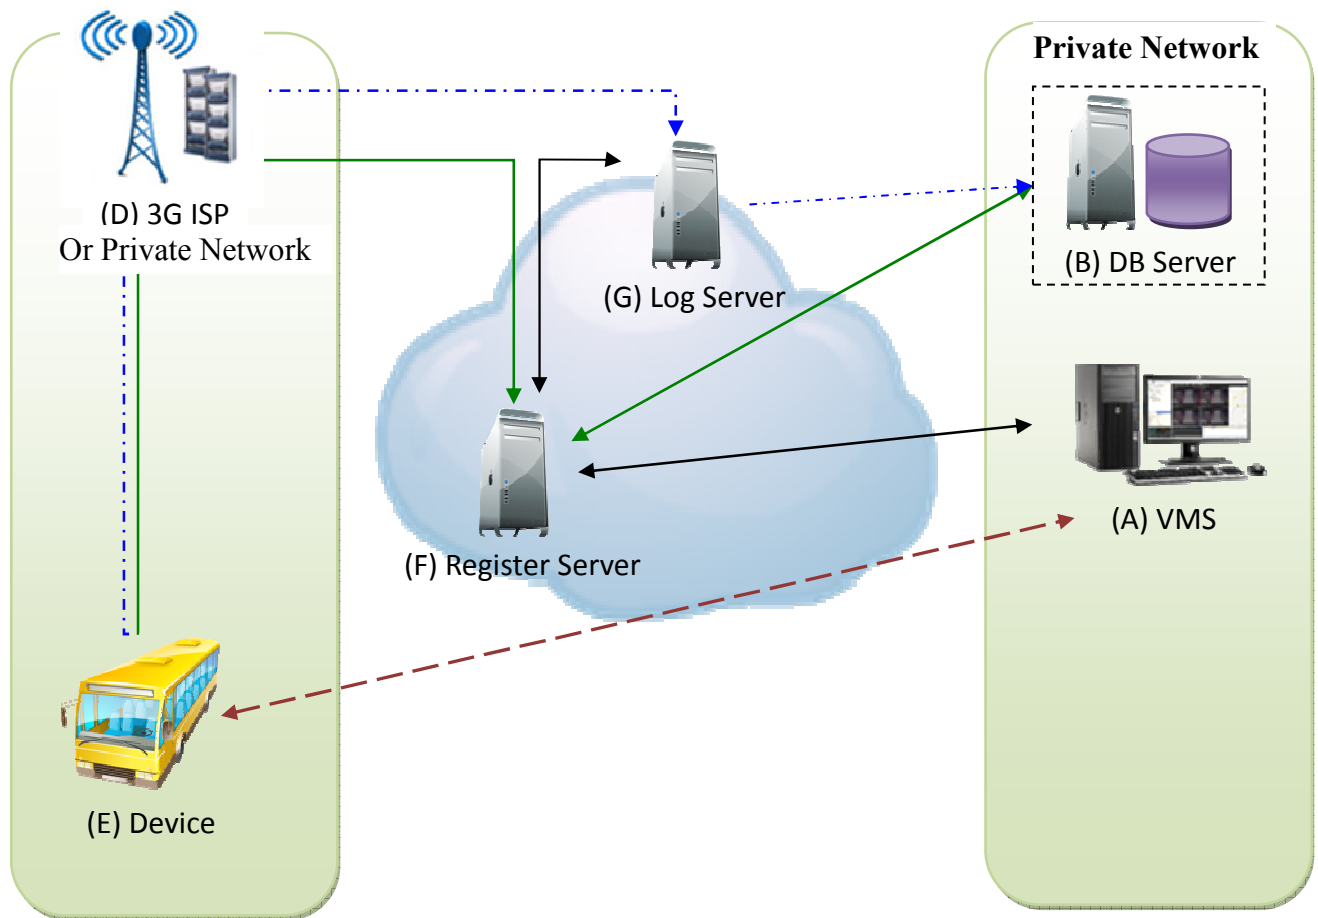 (D) 3G ISP
Or Private Network
(E) Device
(G) Log Server
(F) Register Server
Private Network
(B) DB Server
(A) VMS